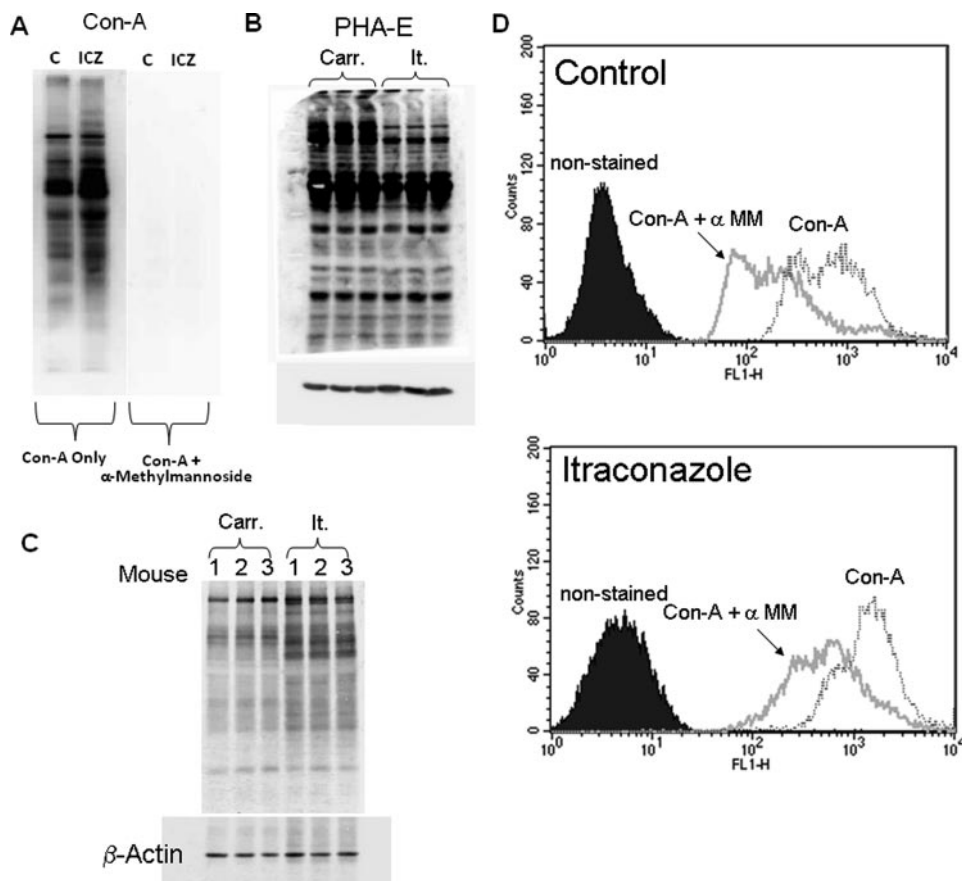 A
Con-A
C ICZ C ICZ
Con-A Only
Con-A +
α-Methylmannoside
B
PHA-E
Carr. It.
C
Carr. It.
Mouse 1 2 3 1 2 3
β-Actin
D
Control
non-stained
Con-A + α MM
Con-A
Counts
200
160
120
80
40
0
10⁰ 10¹ 10² 10³ 10⁴
FL1-H
Itraconazole
non-stained
Con-A + α MM
Con-A
Counts
200
160
120
80
40
0
10⁰ 10¹ 10² 10³ 10⁴
FL1-H